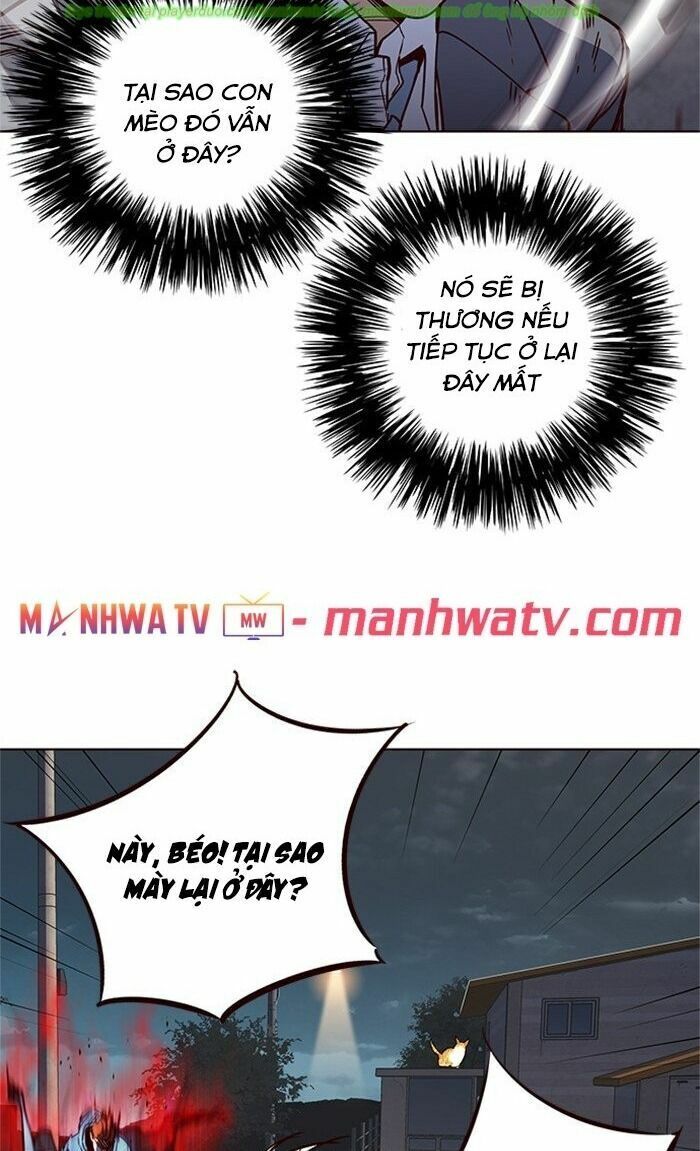 TẠI SAO CON
MÈO ĐÓ VẪN
Ở ĐÂY?
NÓ SẼ BỊ
THƯƠNG NẾU
TIẾP TỤC Ở LẠI
ĐÂY MẤT
MANHWA TV MW - manhwatv.com
NÀY, BÉO! TẠI SAO
MÀY LẠI Ở ĐÂY?